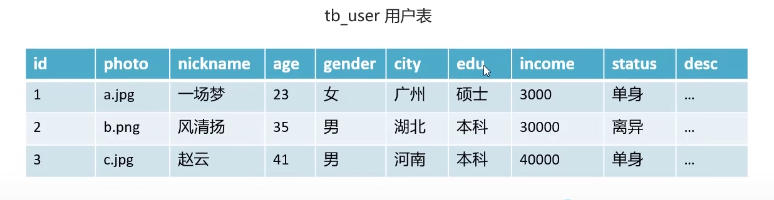 tb_user 用户表
id photo nickname age gender city edu income status desc
1 a.jpg 一场梦 23 女 广州 硕士 3000 单身 ...
2 b.png 风清扬 35 男 湖北 本科 30000 离异 ...
3 c.jpg 赵云 41 男 河南 本科 40000 单身 ...